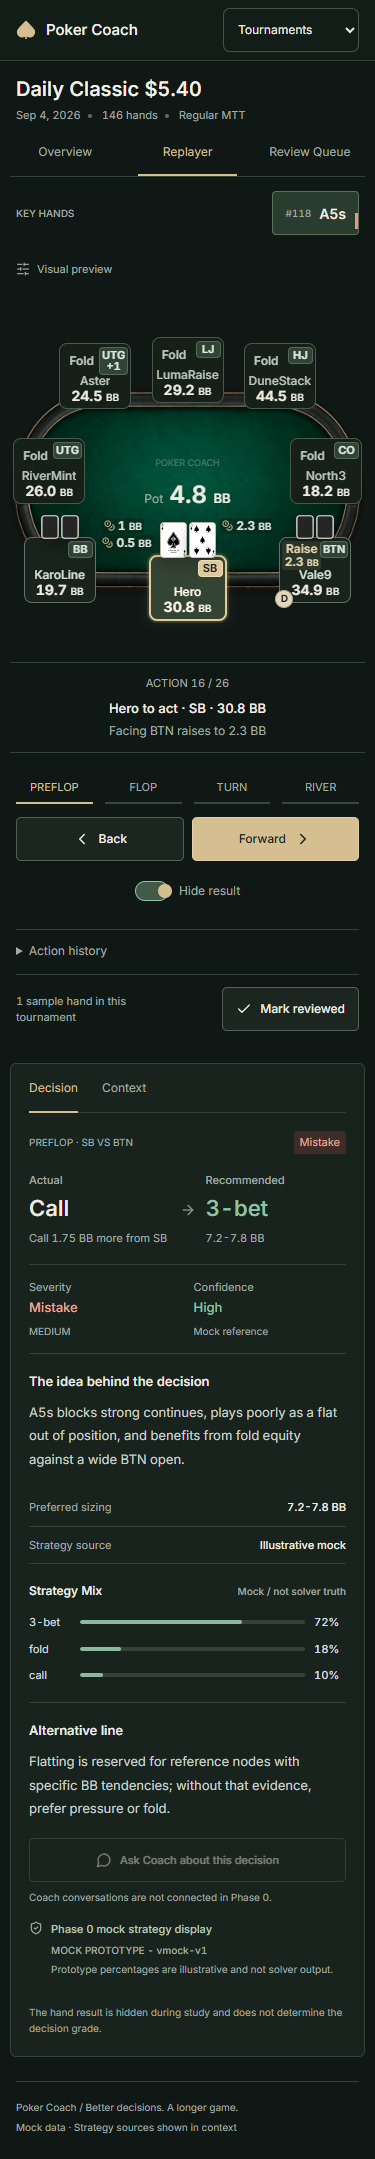 Poker Coach
Tournaments
Daily Classic $5.40
Sep 4, 2026 • 146 hands • Regular MTT
Overview
Replayer
Review Queue
KEY HANDS
#118 A5s
Visual preview
Fold LJ
LumaRaise
29.2 BB
Fold UTG +1
Aster
24.5 BB
Fold HJ
DuneStack
44.5 BB
Fold UTG
RiverMint
26.0 BB
Fold CO
North3
18.2 BB
POKER COACH
Pot 4.8 BB
1 BB
0.5 BB
2.3 BB
BB
KaroLine
19.7 BB
SB
Hero
30.8 BB
Raise BTN
2.3 BB
Vale9
34.9 BB
D
ACTION 16 / 26
Hero to act · SB · 30.8 BB
Facing BTN raises to 2.3 BB
PREFLOP
FLOP
TURN
RIVER
Back
Forward
Hide result
Action history
1 sample hand in this
tournament
Mark reviewed
Decision
Context
PREFLOP · SB VS BTN
Mistake
Actual
Recommended
Call → 3-bet
Call 1.75 BB more from SB
7.2-7.8 BB
Severity
Confidence
Mistake
High
MEDIUM
Mock reference
The idea behind the decision
A5s blocks strong continues, plays poorly as a flat
out of position, and benefits from fold equity
against a wide BTN open.
Preferred sizing
7.2-7.8 BB
Strategy source
Illustrative mock
Strategy Mix
Mock / not solver truth
3-bet 72%
fold 18%
call 10%
Alternative line
Flatting is reserved for reference nodes with
specific BB tendencies; without that evidence,
prefer pressure or fold.
Ask Coach about this decision
Coach conversations are not connected in Phase 0.
Phase 0 mock strategy display
MOCK PROTOTYPE - vmock-v1
Prototype percentages are illustrative and not solver output.
The hand result is hidden during study and does not determine the
decision grade.
Poker Coach / Better decisions. A longer game.
Mock data · Strategy sources shown in context